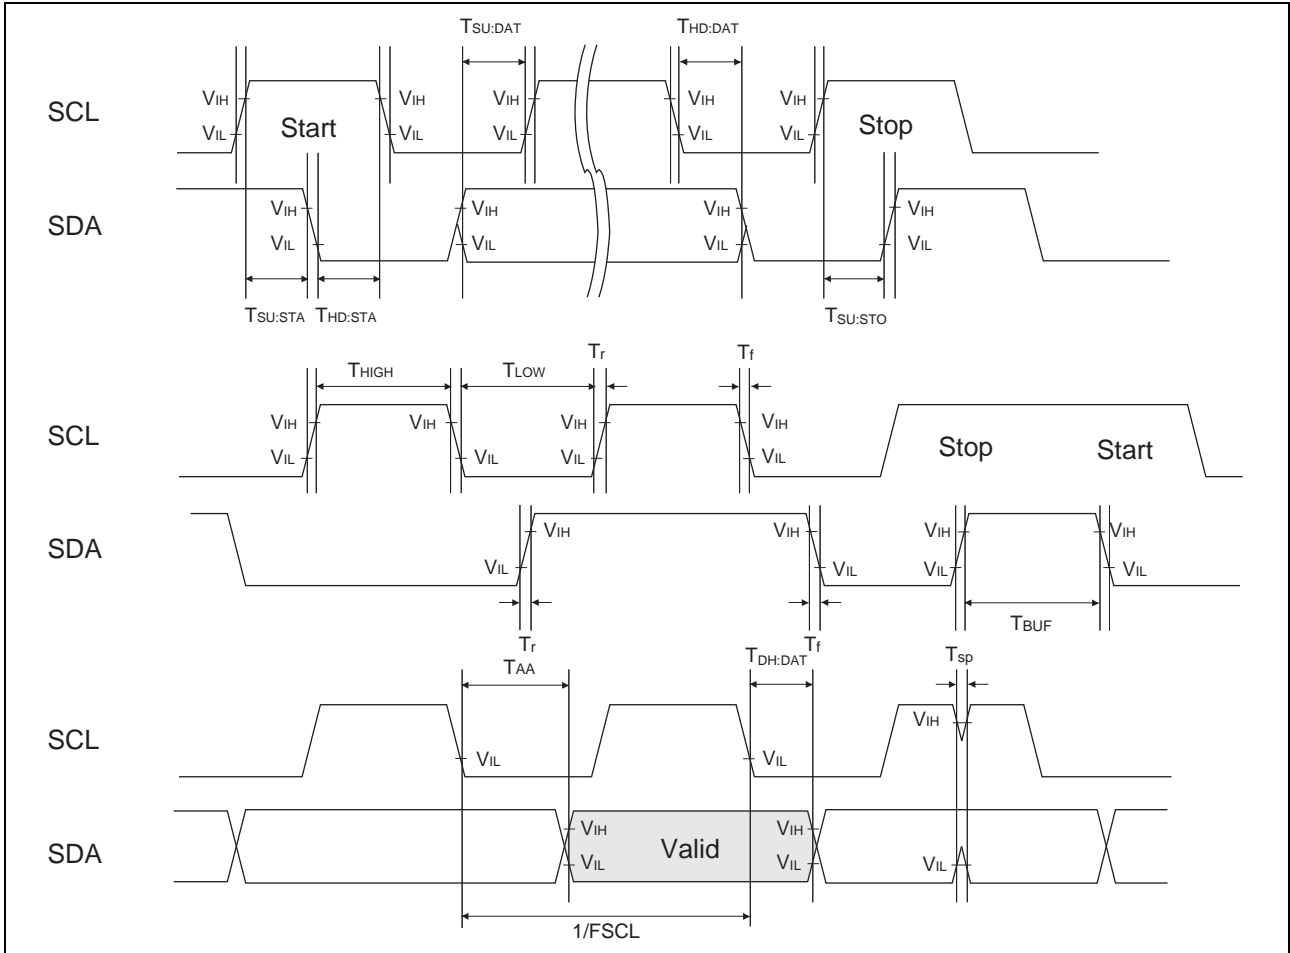 TSU:DAT THD:DAT
SCL VIH VIH VIH VIH VIH
VIL Start VIL VIL VIL VIL Stop
SDA VIH VIH VIH VIH
VIL VIL VIL VIL
TSU:STA THD:STA TSU:STO
Tr Tf
THIGH TLOW
SCL VIH VIH VIH VIH
VIL VIL VIL VIL Stop Start
SDA VIH VIH VIH VIH
VIL VIL VIL VIL
TBUF
Tr Tf
TAA TDH:DAT Tsp
SCL VIH
VIL VIL
SDA VIH VIH
VIL Valid VIL VIL
1/FSCL